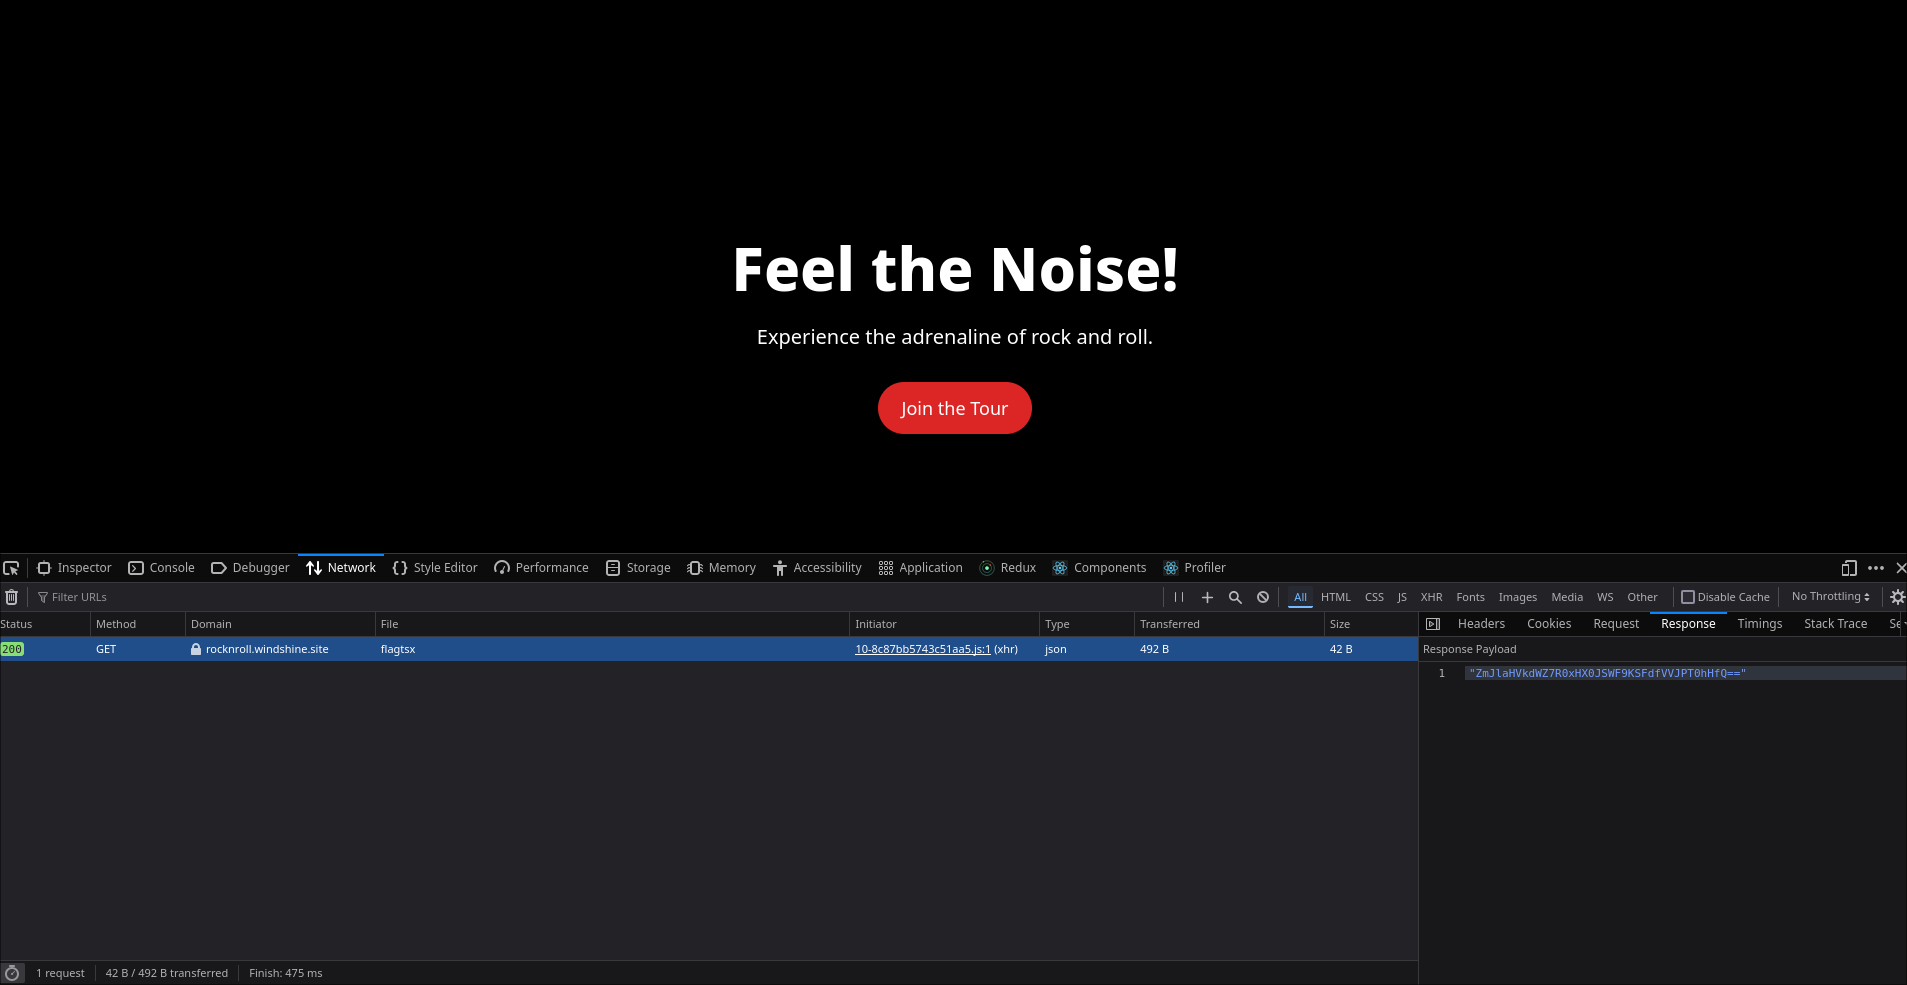 Feel the Noise!
Experience the adrenaline of rock and roll.
Join the Tour
Inspector Console Debugger Network Style Editor Performance Storage Memory Accessibility Application Redux Components Profiler
Filter URLs All HTML CSS JS XHR Fonts Images Media WS Other Disable Cache No Throttling
Status Method Domain File Initiator Type Transferred Size Headers Cookies Request Response Timings Stack Trace Se
200 GET rocknroll.windshine.site flagtsx 10-8c87bb5743c51aa5.js:1 (xhr) json 492 B 42 B Response Payload
1 "ZmJlaHVkdWZ7R0xHX0JSWF9KSFdfVVJPT0hHfQ=="
1 request 42 B / 492 B transferred Finish: 475 ms